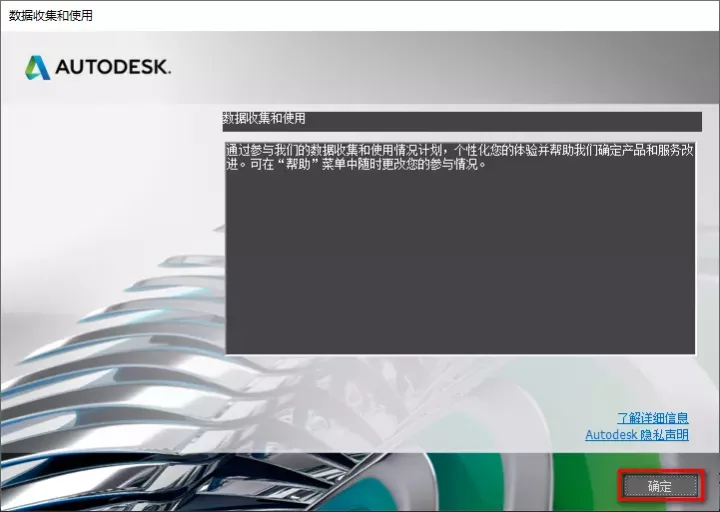 数据收集和使用
AUTODESK.
数据收集和使用
通过参与我们的数据收集和使用情况计划，个性化您的体验并帮助我们确定产品和服务改
进。可在“帮助”菜单中随时更改您的参与情况。
了解详细信息
Autodesk 隐私声明
确定